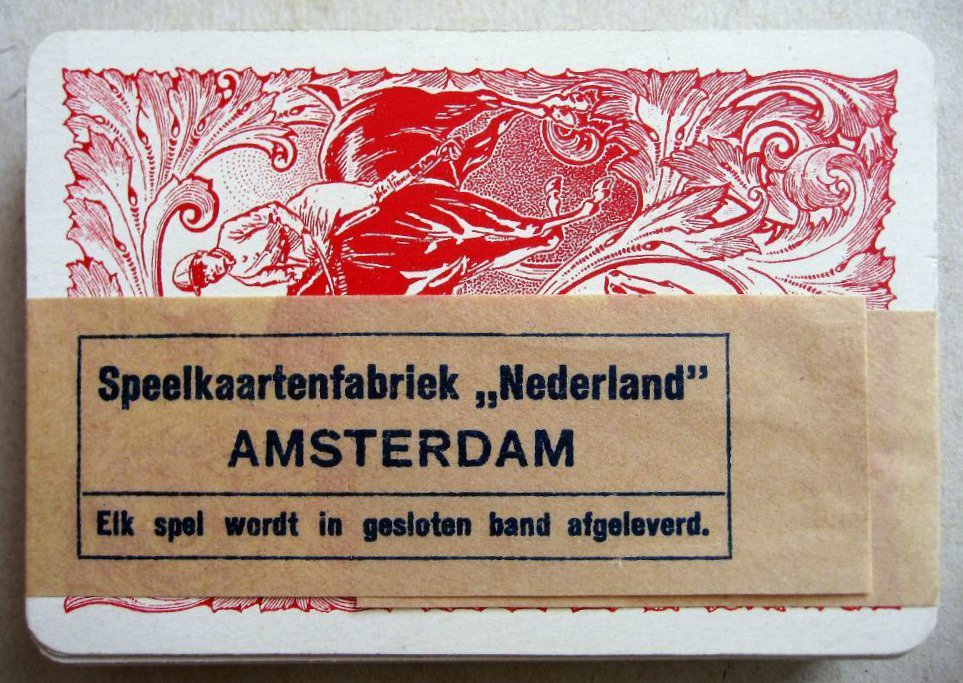 Speelkaartenfabriek „Nederland”
AMSTERDAM
Elk spel wordt in gesloten band afgeleverd.